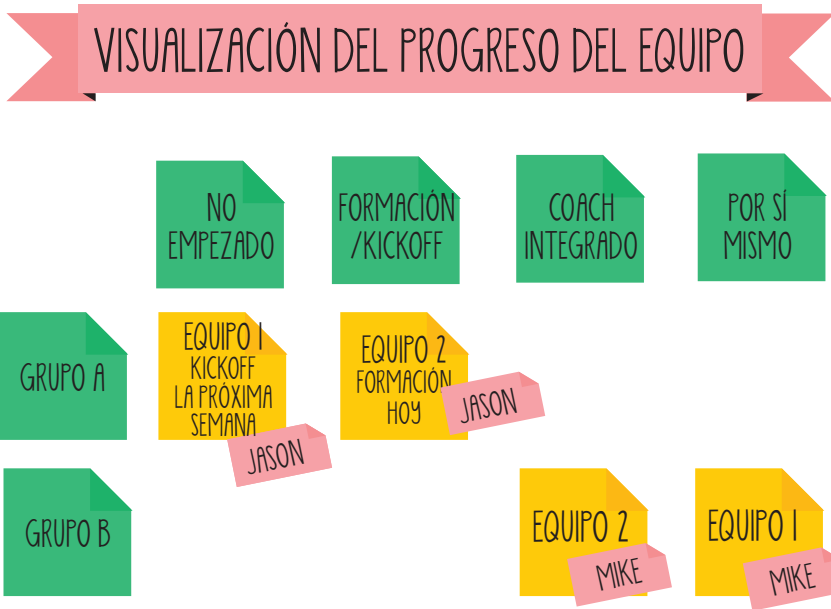 VISUALIZACIÓN DEL PROGRESO DEL EQUIPO
NO
EMPEZADO
FORMACIÓN
/KICKOFF
COACH
INTEGRADO
POR SÍ
MISMO
GRUPO A
EQUIPO 1
KICKOFF
LA PRÓXIMA
SEMANA
JASON
EQUIPO 2
FORMACIÓN
HOY
JASON
GRUPO B
EQUIPO 2
MIKE
EQUIPO 1
MIKE